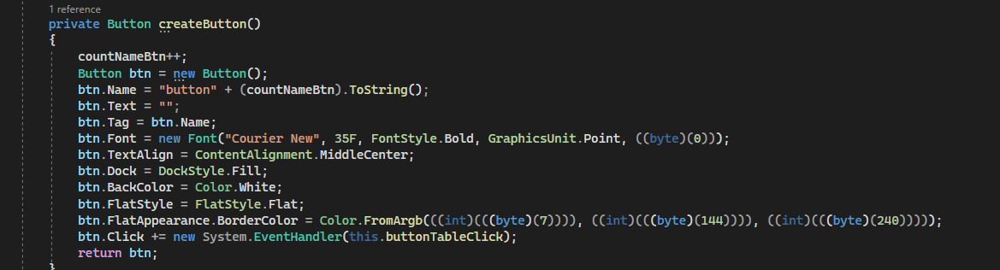 1 reference
private Button createButton()
{
countNameBtn++;
Button btn = new Button();
btn.Name = "button" + (countNameBtn).ToString();
btn.Text = "";
btn.Tag = btn.Name;
btn.Font = new Font("Courier New", 35F, FontStyle.Bold, GraphicsUnit.Point, ((byte)(0)));
btn.TextAlign = ContentAlignment.MiddleCenter;
btn.Dock = DockStyle.Fill;
btn.BackColor = Color.White;
btn.FlatStyle = FlatStyle.Flat;
btn.FlatAppearance.BorderColor = Color.FromArgb(((int)(((byte)(7)))), ((int)(((byte)(144)))), ((int)(((byte)(240)))));
btn.Click += new System.EventHandler(this.buttonTableClick);
return btn;
}